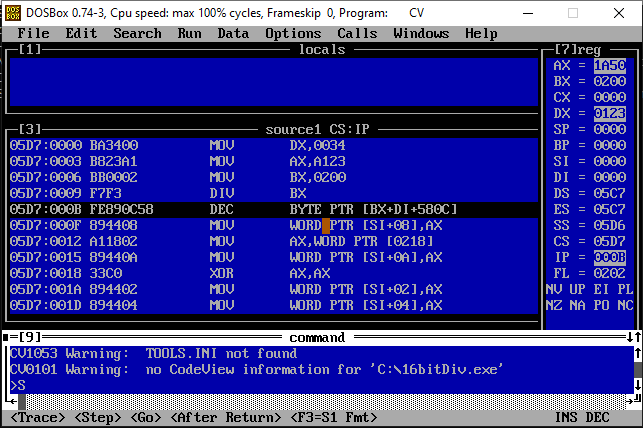 DOSBox 0.74-3, Cpu speed: max 100% cycles, Frameskip 0, Program: CV
File Edit Search Run Data Options Calls Windows Help
[1] locals
[3] source1 CS:IP
05D7:0000 BA3400 MOV DX,0034
05D7:0003 B823A1 MOV AX,A123
05D7:0006 BB0002 MOV BX,0200
05D7:0009 F7F3 DIV BX
05D7:000B FE890C58 DEC BYTE PTR [BX+DI+580C]
05D7:000F 894408 MOV WORD PTR [SI+08],AX
05D7:0012 A11802 MOV AX,WORD PTR [0218]
05D7:0015 89440A MOV WORD PTR [SI+0A],AX
05D7:0018 33C0 XOR AX,AX
05D7:001A 894402 MOV WORD PTR [SI+02],AX
05D7:001D 894404 MOV WORD PTR [SI+04],AX
[7]reg
AX = 1A50
BX = 0200
CX = 0000
DX = 0123
SP = 0000
BP = 0000
SI = 0000
DI = 0000
DS = 05C7
ES = 05C7
SS = 05D6
CS = 05D7
IP = 000B
FL = 0202
NV UP EI PL
NZ NA PO NC
[9] command
CV1053 Warning: TOOLS.INI not found
CV0101 Warning: no CodeView information for 'C:\16bitDiv.exe'
>S
<Trace> <Step> <Go> <After Return> <F3=S1 Fmt> INS DEC